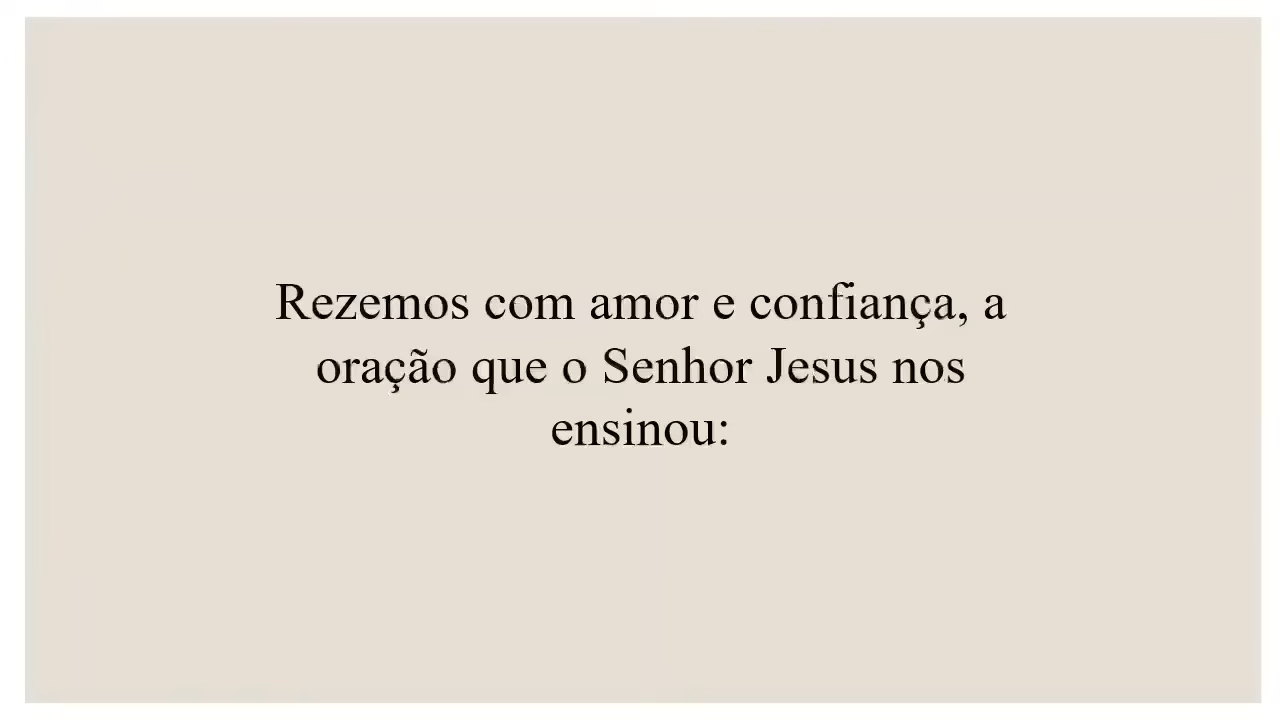 Rezemos com amor e confiança, a
oração que o Senhor Jesus nos
ensinou: